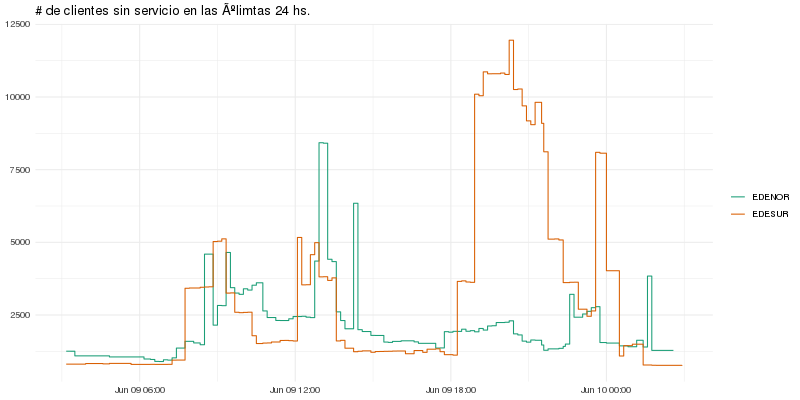 # de clientes sin servicio en las Ãºlimtas 24 hs.
12500
10000
7500
5000
2500
Jun 09 06:00
Jun 09 12:00
Jun 09 18:00
Jun 10 00:00
EDENOR
EDESUR